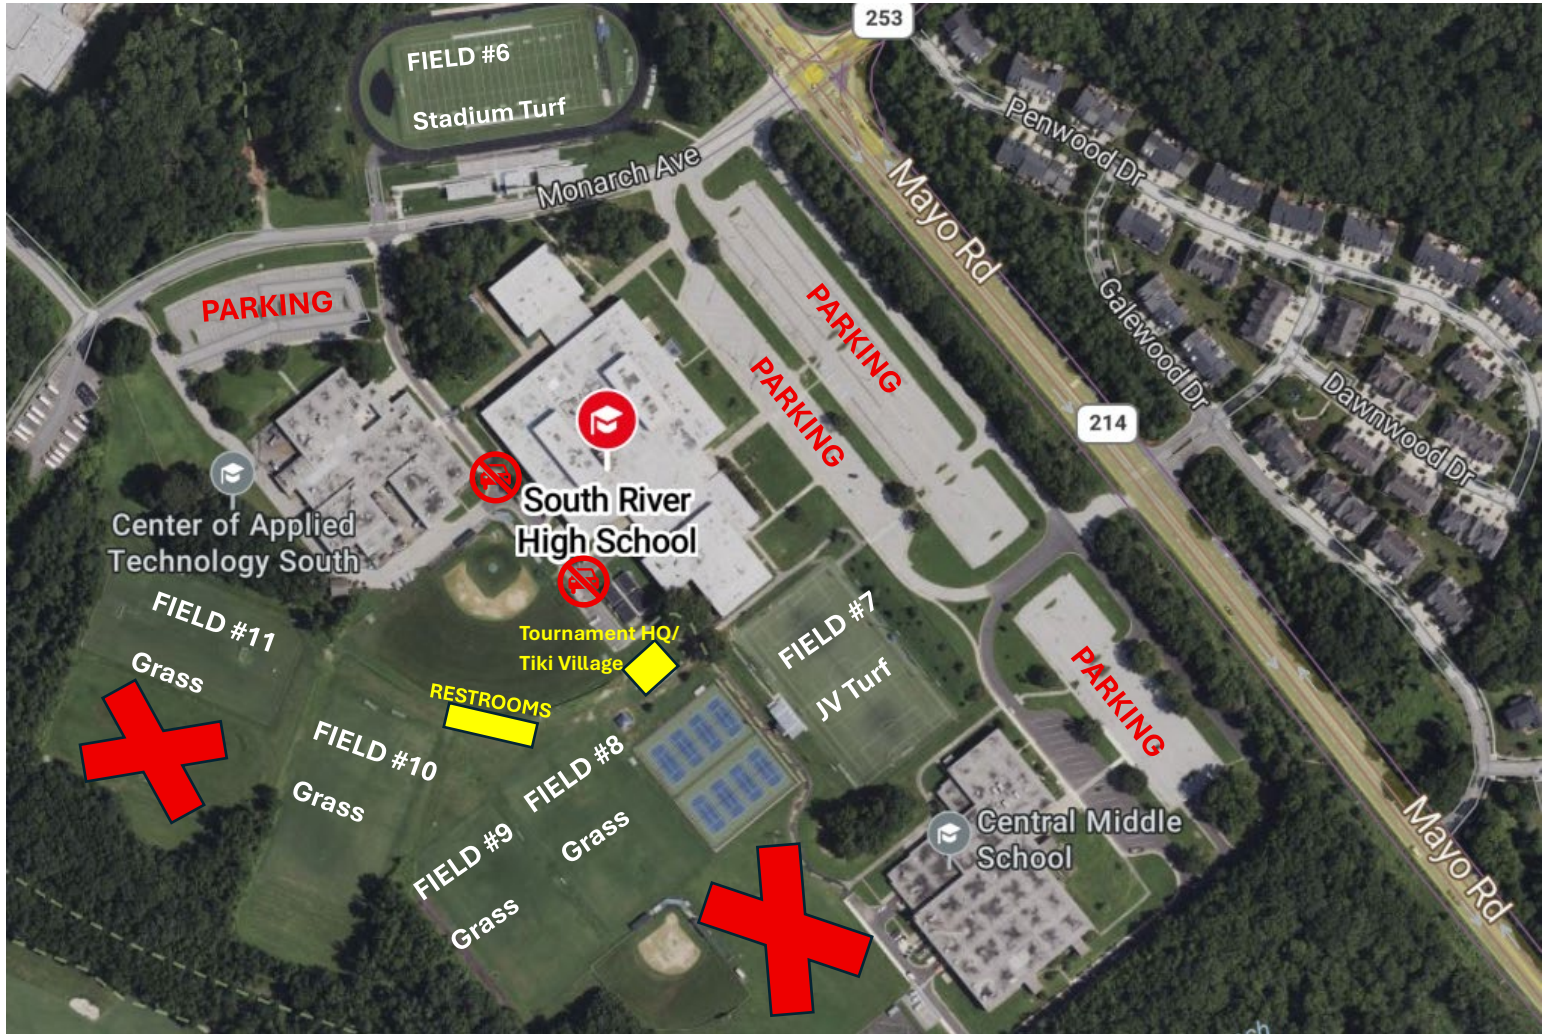 253
FIELD #6
Stadium Turf
Monarch Ave
Penwood Dr
Mayo Rd
Galewood Dr
PARKING
PARKING
PARKING
214
Dawnwood Dr
South River
High School
Center of Applied
Technology South
FIELD #11
Grass
FIELD #7
JV Turf
Tournament HQ/
Tiki Village
PARKING
RESTROOMS
FIELD #10
Grass
FIELD #8
Grass
FIELD #9
Grass
Central Middle
School
Mayo Rd